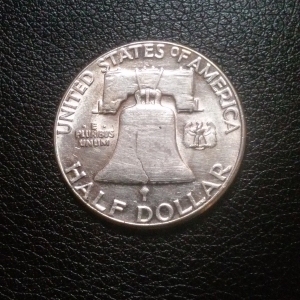 UNITED STATES OF AMERICA
E
PLURIBUS
UNUM
HALF DOLLAR